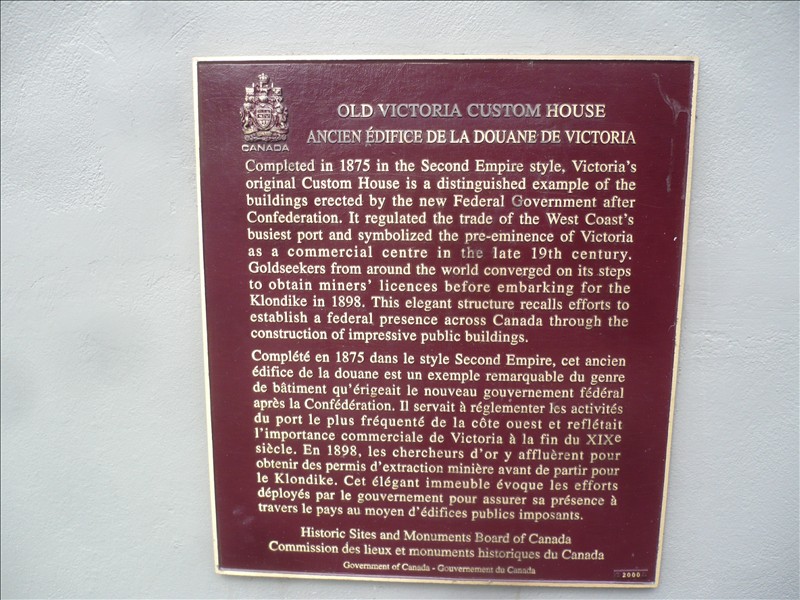 CANADA
OLD VICTORIA CUSTOM HOUSE
ANCIEN ÉDIFICE DE LA DOUANE DE VICTORIA
Completed in 1875 in the Second Empire style, Victoria's
original Custom House is a distinguished example of the
buildings erected by the new Federal Government after
Confederation. It regulated the trade of the West Coast's
busiest port and symbolized the pre-eminence of Victoria
as a commercial centre in the late 19th century.
Goldseekers from around the world converged on its steps
to obtain miners' licences before embarking for the
Klondike in 1898. This elegant structure recalls efforts to
establish a federal presence across Canada through the
construction of impressive public buildings.
Complété en 1875 dans le style Second Empire, cet ancien
édifice de la douane est un exemple remarquable du genre
de bâtiment qu'érigeait le nouveau gouvernement fédéral
après la Confédération. Il servait à réglementer les activités
du port le plus fréquenté de la côte ouest et reflétait
l'importance commerciale de Victoria à la fin du XIXe
siècle. En 1898, les chercheurs d'or y affluèrent pour
obtenir des permis d'extraction minière avant de partir pour
le Klondike. Cet élégant immeuble évoque les efforts
déployés par le gouvernement pour assurer sa présence à
travers le pays au moyen d'édifices publics imposants.
Historic Sites and Monuments Board of Canada
Commission des lieux et monuments historiques du Canada
Government of Canada - Gouvernement du Canada
2000